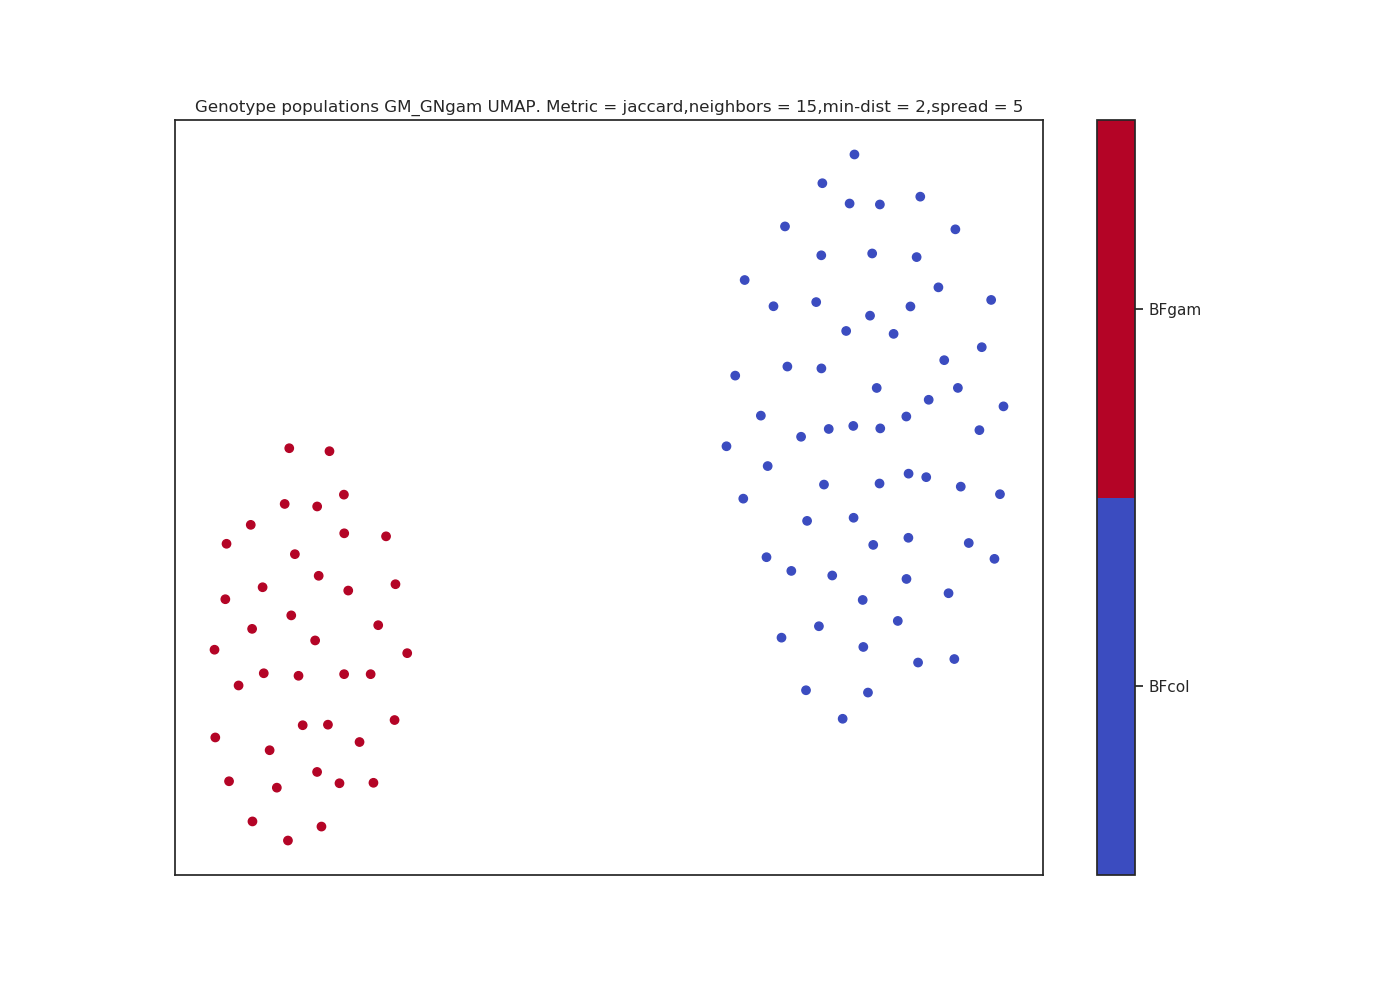 Genotype populations GM_GNgam UMAP. Metric = jaccard,neighbors = 15,min-dist = 2,spread = 5
BFgam
BFcol